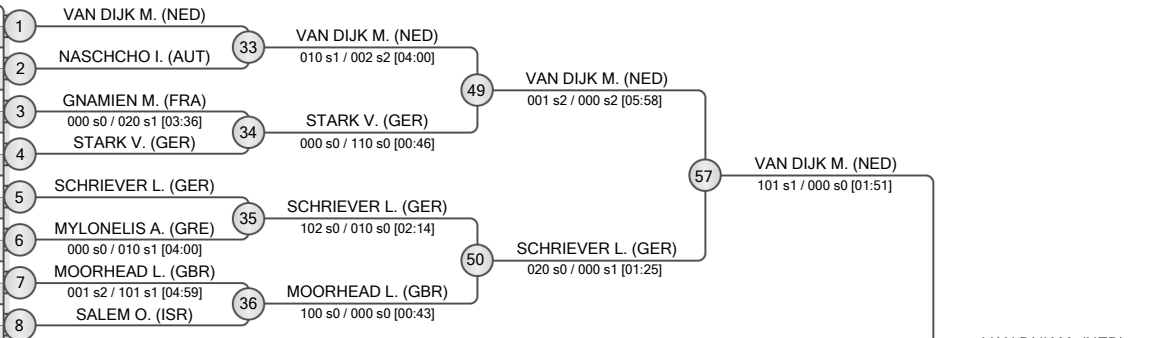 1
VAN DIJK M. (NED)
2
NASCHCHO I. (AUT)
33
VAN DIJK M. (NED)
010 s1 / 002 s2 [04:00]
3
GNAMIEN M. (FRA)
000 s0 / 020 s1 [03:36]
4
STARK V. (GER)
34
STARK V. (GER)
000 s0 / 110 s0 [00:46]
49
VAN DIJK M. (NED)
001 s2 / 000 s2 [05:58]
5
SCHRIEVER L. (GER)
6
MYLONELIS A. (GRE)
000 s0 / 010 s1 [04:00]
35
SCHRIEVER L. (GER)
102 s0 / 010 s0 [02:14]
7
MOORHEAD L. (GBR)
001 s2 / 101 s1 [04:59]
8
SALEM O. (ISR)
36
MOORHEAD L. (GBR)
100 s0 / 000 s0 [00:43]
50
SCHRIEVER L. (GER)
020 s0 / 000 s1 [01:25]
57
VAN DIJK M. (NED)
101 s1 / 000 s0 [01:51]